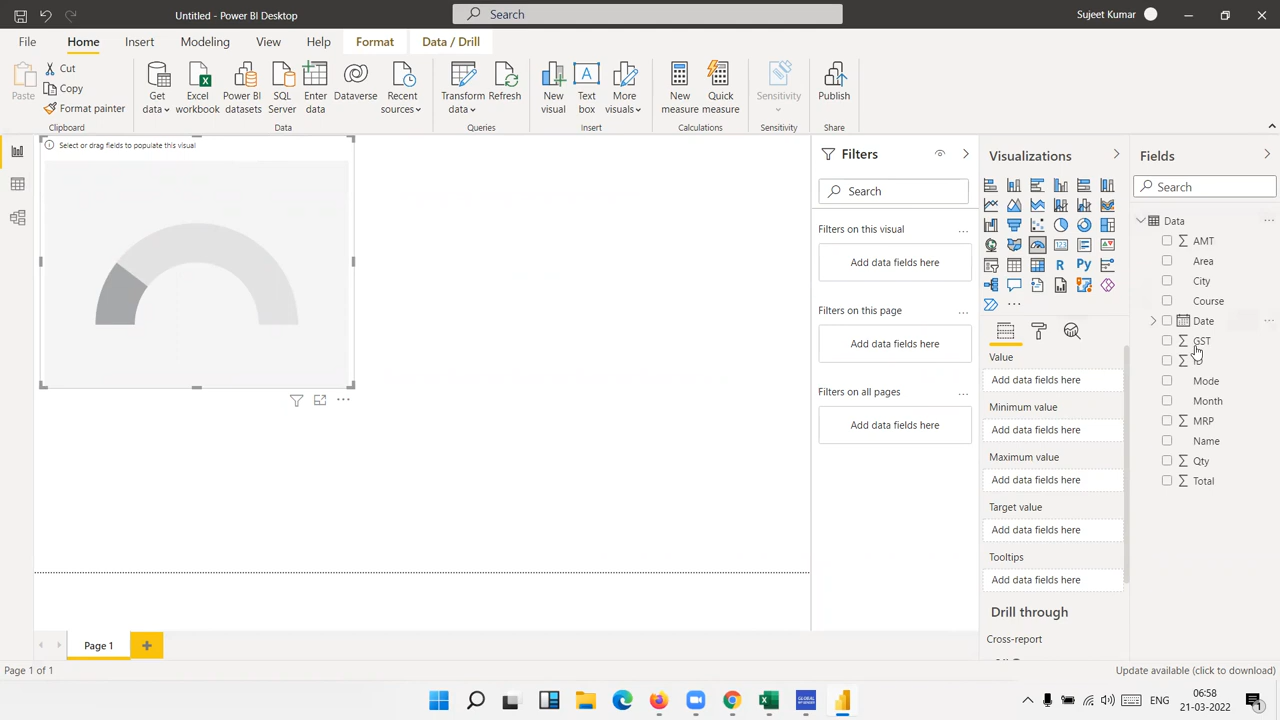 Untitled - Power BI Desktop
Search
Sujeet Kumar
File
Home
Insert
Modeling
View
Help
Format
Data / Drill
Paste
Cut
Copy
Format painter
Clipboard
Get data
Excel workbook
Power BI datasets
SQL Server
Enter data
Dataverse
Recent sources
Data
Transform data
Refresh
Queries
New visual
Text box
More visuals
Insert
New measure
Quick measure
Calculations
Sensitivity
Sensitivity
Publish
Share
Select or drag fields to populate this visual
Filters
Search
Filters on this visual
Add data fields here
Filters on this page
Add data fields here
Filters on all pages
Add data fields here
Visualizations
R
Py
123
Value
Add data fields here
Minimum value
Add data fields here
Maximum value
Add data fields here
Target value
Add data fields here
Tooltips
Add data fields here
Drill through
Cross-report
Fields
Search
Data
AMT
Area
City
Course
Date
GST
Mode
Month
MRP
Name
Qty
Total
Page 1
Page 1 of 1
Update available (click to download)
ENG
06:58
21-03-2022